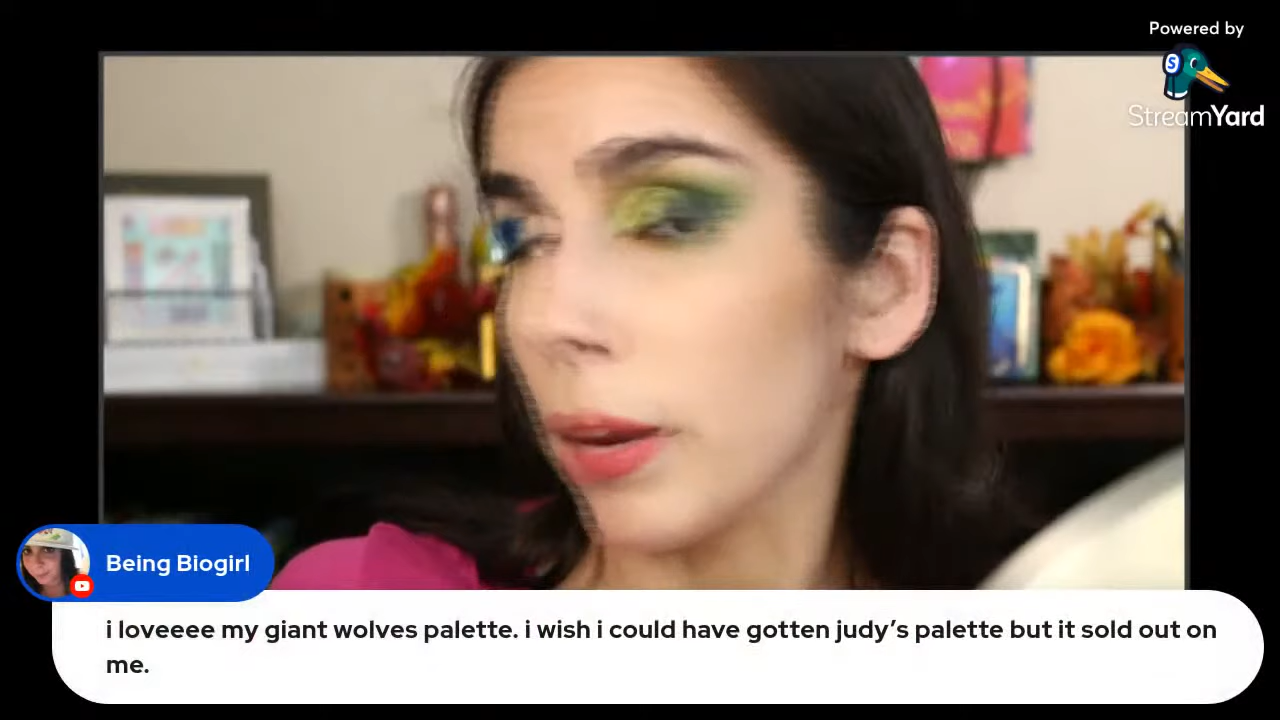 Powered by
StreamYard
Being Biogirl
i loveeee my giant wolves palette. i wish i could have gotten judy’s palette but it sold out on
me.